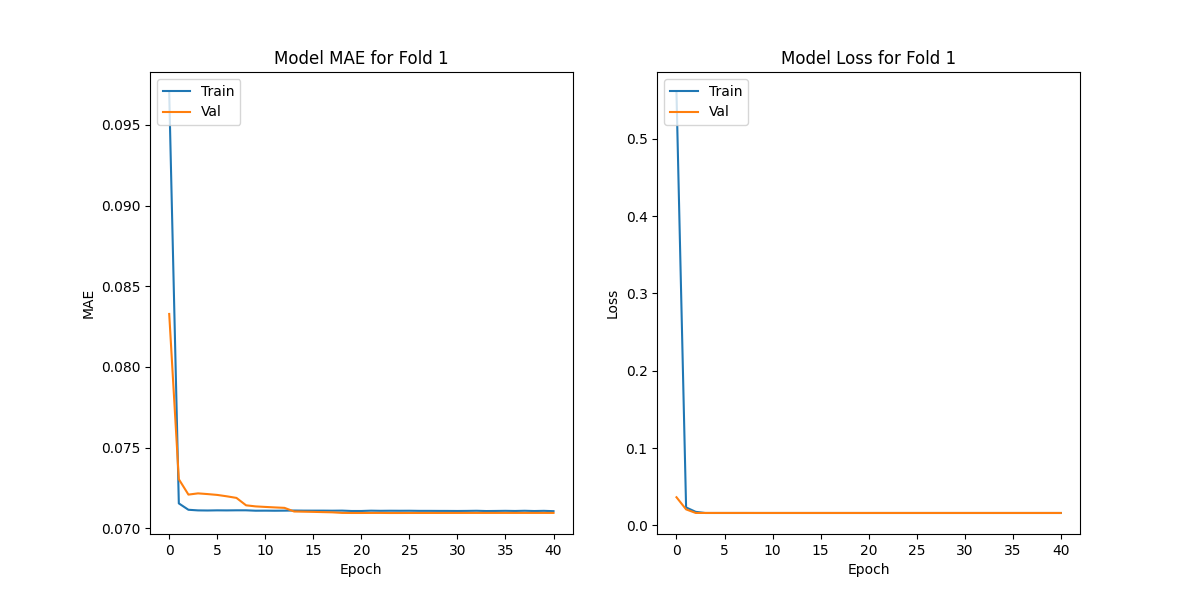 Model MAE for Fold 1
Train
Val
0.095
0.090
0.085
0.080
0.075
0.070
MAE
0 5 10 15 20 25 30 35 40
Epoch
Model Loss for Fold 1
Train
Val
0.5
0.4
0.3
0.2
0.1
0.0
Loss
0 5 10 15 20 25 30 35 40
Epoch